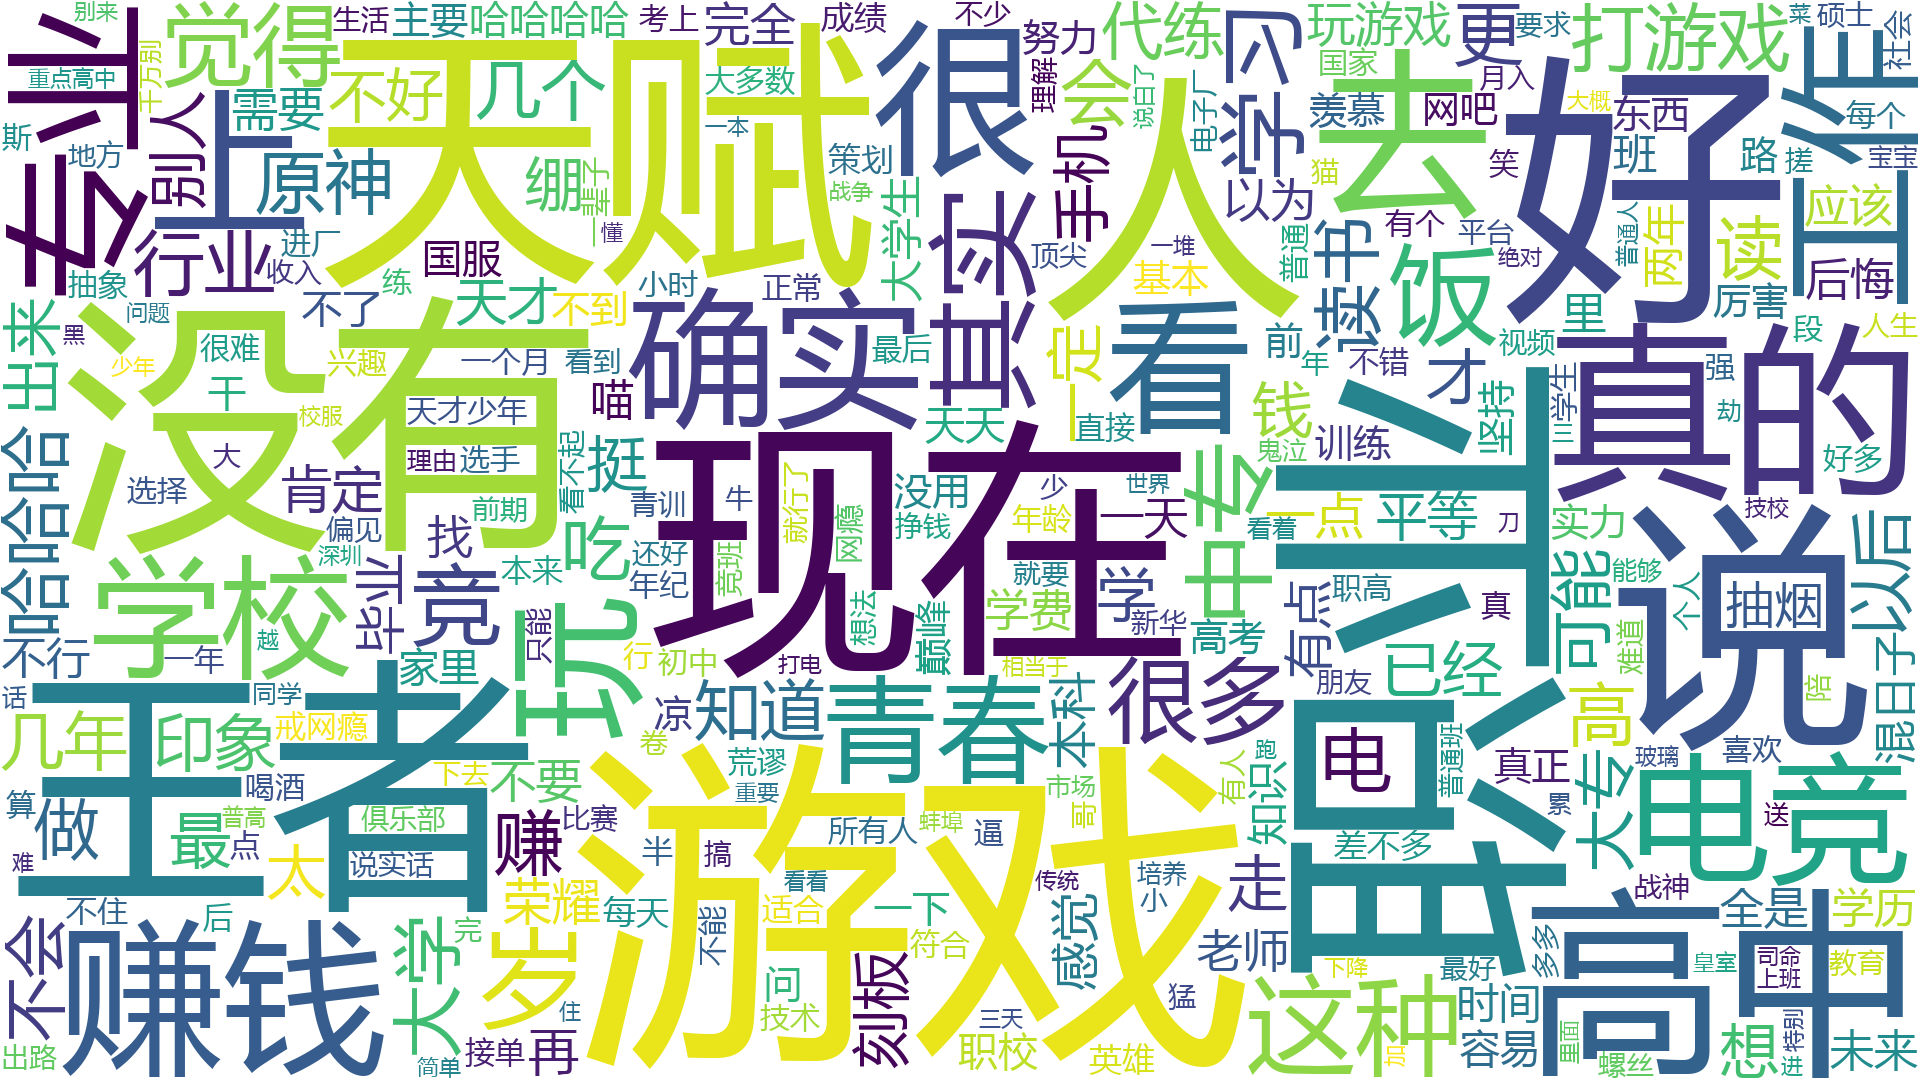 别来
生活
主要
哈哈哈哈
考上
完全
成绩
不少
努力
代练
学习
玩游戏
更
要求
打游戏
菜
硕士
社会
专业
重点高中
千万别
觉得
不好
几个
大多数
理解
会
说白了
国家
月入
大概
东西
每个
工作
斯
地方
别人
需要
上
原神
天赋
绷
一辈子
一本
策划
很
战争
手机
人
电子厂
羡慕
网吧
猫
去
笑
好
班
路
搓
宝宝
行业
进厂
收入
国服
懂
大学生
其实
顶尖
一堆
以为
普通
读书
有个
平台
绝对
普通人
两年
读
应该
后悔
抽象
练
天才
不到
小时
正常
基本
饭
厉害
出来
黑
问题
不了
很难
少年
兴趣
一个月
看到
确实
最后
一定
看
前
年
不错
视频
里
段
人生
没有
干
校服
天才少年
喵
天天
直接
钱
才
学生
真的
强
劫
好多
哈哈哈哈
选择
大
肯定
理由
选手
看不起
挺
现在
没用
少
世界
鬼泣
训练
坚持
三
偏见
找
前期
青训
牛
就行了
网瘾
挣钱
年龄
一天
中专
看着
一点
平等
刀
实力
技校
深圳
学校
毕业
竞
本来
吃
还好
年纪
竞班
想法
巅峰
就要
学费
学
新华
高考
职高
有点
真
可能
能够
个人
说
抽烟
以后
不行
一年
越
家里
只能
玩
行
初中
打电
相当于
本科
很多
朋友
已经
难道
陪
混日子
话
几年
印象
同学
戒网瘾
王者
凉
卷
知道
青春
荒谬
重要
市场
高
有人
跑
知识
电
普通班
专业
真正
高
累
大专
玻璃
喜欢
电竞
送
算
做
难
最
普高
点
喝酒
太
俱乐部
说实话
下去
不要
赚
比赛
半
搞
看看
所有人
蚌埠
逼
传统
培养
小
走
差不多
战神
全是
学历
不会
不住
后
赚钱
大学
完
荣耀
岁
每天
不能
适合
游戏
一下
符合
感觉
老师
下降
最好
多多
高中
皇室
司命
上班
教育
出路
简单
接单
再
住
问
技术
刻板
三天
职校
猛
英雄
这种
加
时间
容易
里面
螺丝
想
进
特别
未来